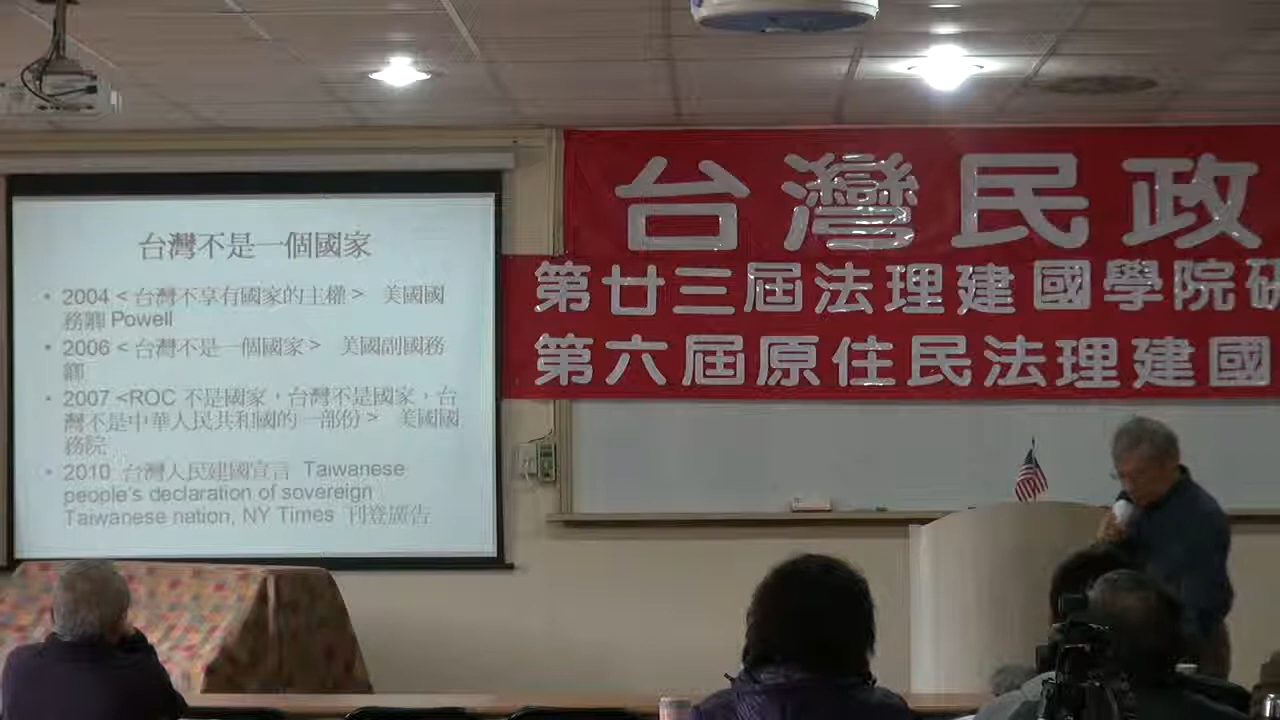 台灣民政
第廿三屆法理建國學院研
第六屆原住民法理建國
台灣不是一個國家
• 2004 < 台灣不享有國家的主權 > 美國國
務卿 Powell
• 2006 < 台灣不是一個國家 > 美國副國務
卿
• 2007 <ROC 不是國家，台灣不是國家，台
灣不是中華人民共和國的一部份 > 美國國
務院
• 2010 台灣人民建國宣言 Taiwanese
people's declaration of sovereign
Taiwanese nation, NY Times 刊登廣告